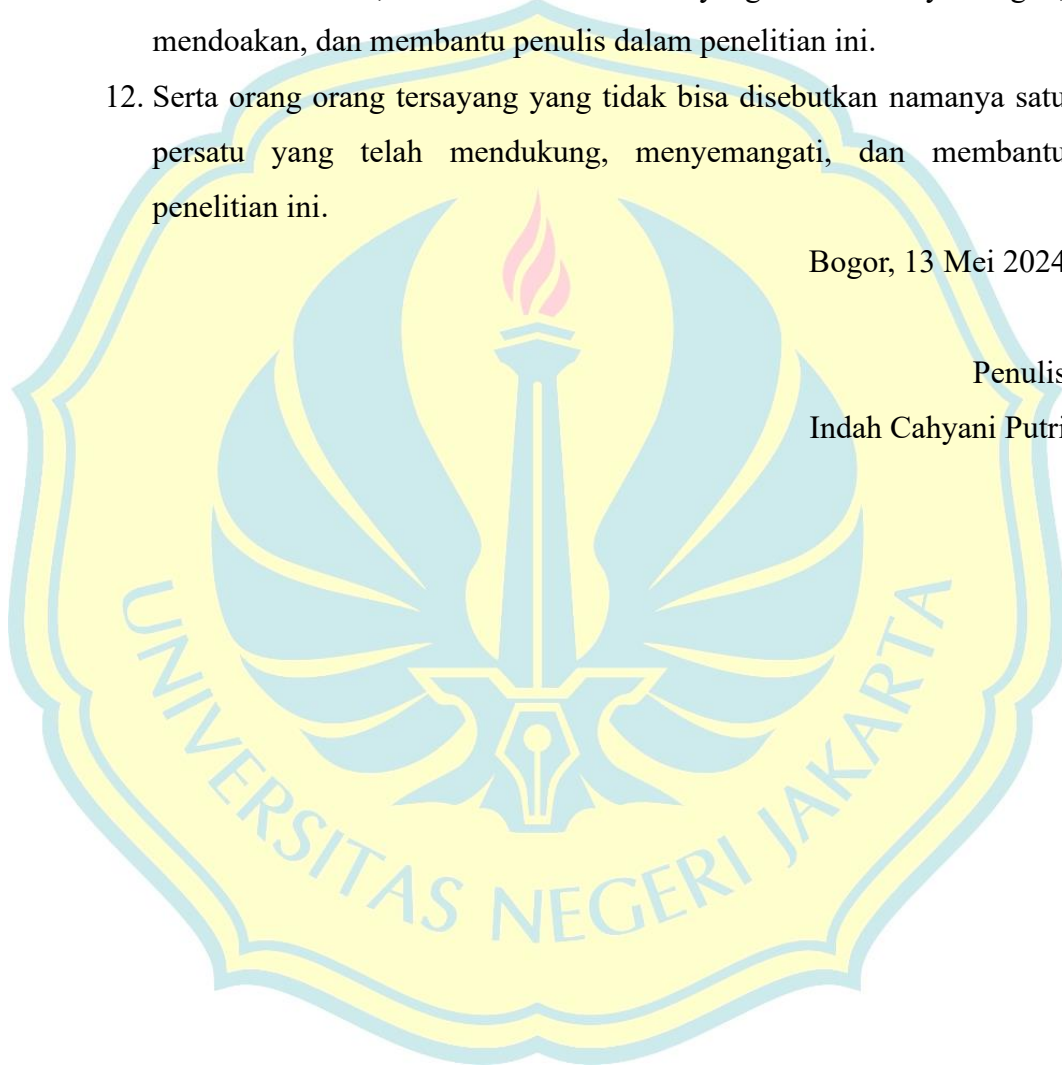 mendoakan, dan membantu penulis dalam penelitian ini.
12. Serta orang orang tersayang yang tidak bisa disebutkan namanya satu
persatu yang telah mendukung, menyemangati, dan membantu
penelitian ini.
Bogor, 13 Mei 2024
Penulis
Indah Cahyani Putri
UNIVERSITAS NEGERI JAKARTA